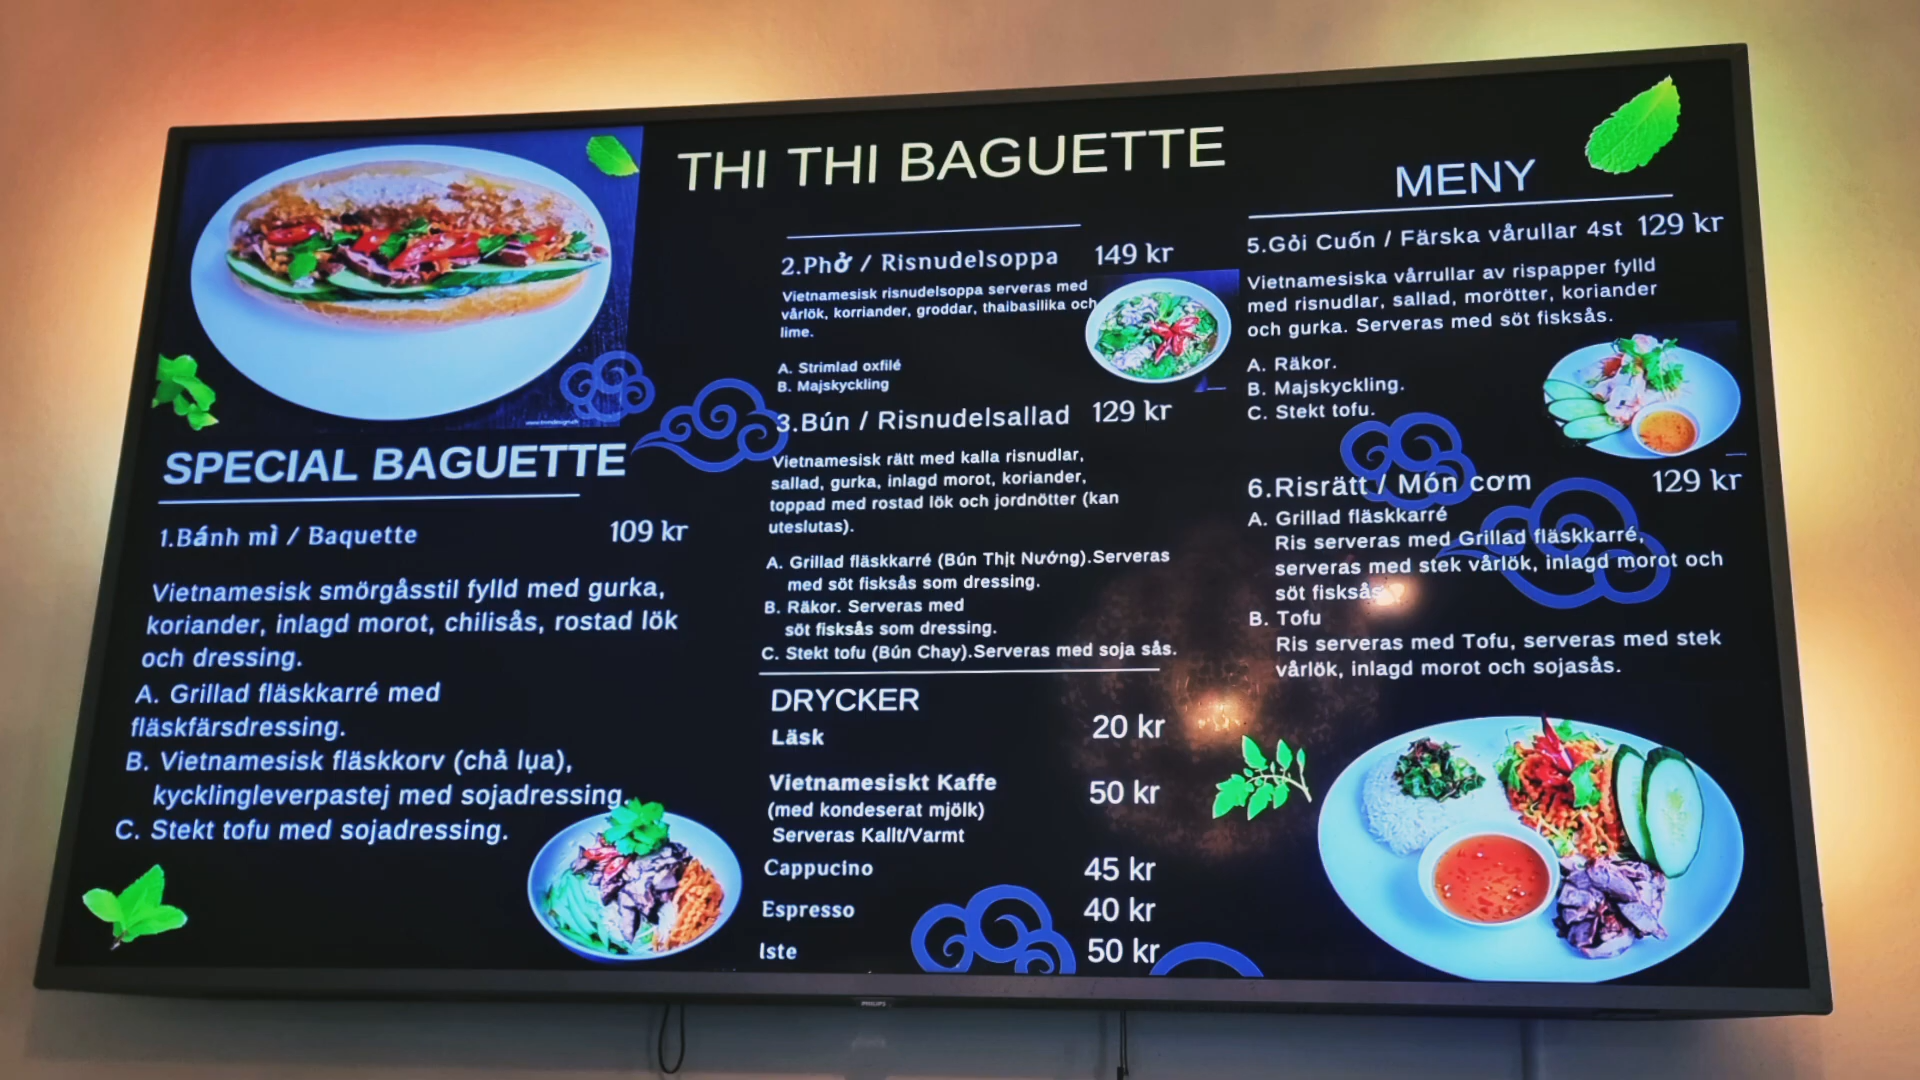 THI THI BAGUETTE
MENY
SPECIAL BAGUETTE
1.Bánh mì / Baquette 109 kr
Vietnamesisk smörgåsstil fylld med gurka,
koriander, inlagd morot, chilisås, rostad lök
och dressing.
A. Grillad fläskkarré med
fläskfärsdressing.
B. Vietnamesisk fläskkorv (chả lụa),
kycklingleverpastej med sojadressing.
C. Stekt tofu med sojadressing.
2.Phở / Risnudelsoppa 149 kr
Vietnamesisk risnudelsoppa serveras med
vårlök, korriander, groddar, thaibasilika och
lime.
A. Strimlad oxfilé
B. Majskyckling
3.Bún / Risnudelsallad 129 kr
Vietnamesisk rätt med kalla risnudlar,
sallad, gurka, inlagd morot, koriander,
toppad med rostad lök och jordnötter (kan
uteslutas).
A. Grillad fläskkarré (Bún Thịt Nướng).Serveras
med söt fisksås som dressing.
B. Räkor. Serveras med
söt fisksås som dressing.
C. Stekt tofu (Bún Chay).Serveras med soja sås.
DRYCKER
Läsk 20 kr
Vietnamesiskt Kaffe 50 kr
(med kondeserat mjölk)
Serveras Kallt/Varmt
Cappucino 45 kr
Espresso 40 kr
Iste 50 kr
5.Gỏi Cuốn / Färska vårullar 4st 129 kr
Vietnamesiska vårrullar av rispapper fylld
med risnudlar, sallad, morötter, koriander
och gurka. Serveras med söt fisksås.
A. Räkor.
B. Majskyckling.
C. Stekt tofu.
6.Risrätt / Món cơm 129 kr
A. Grillad fläskkarré
Ris serveras med Grillad fläskkarré,
serveras med stek vårlök, inlagd morot och
söt fisksås
B. Tofu
Ris serveras med Tofu, serveras med stek
vårlök, inlagd morot och sojasås.
PHILIPS